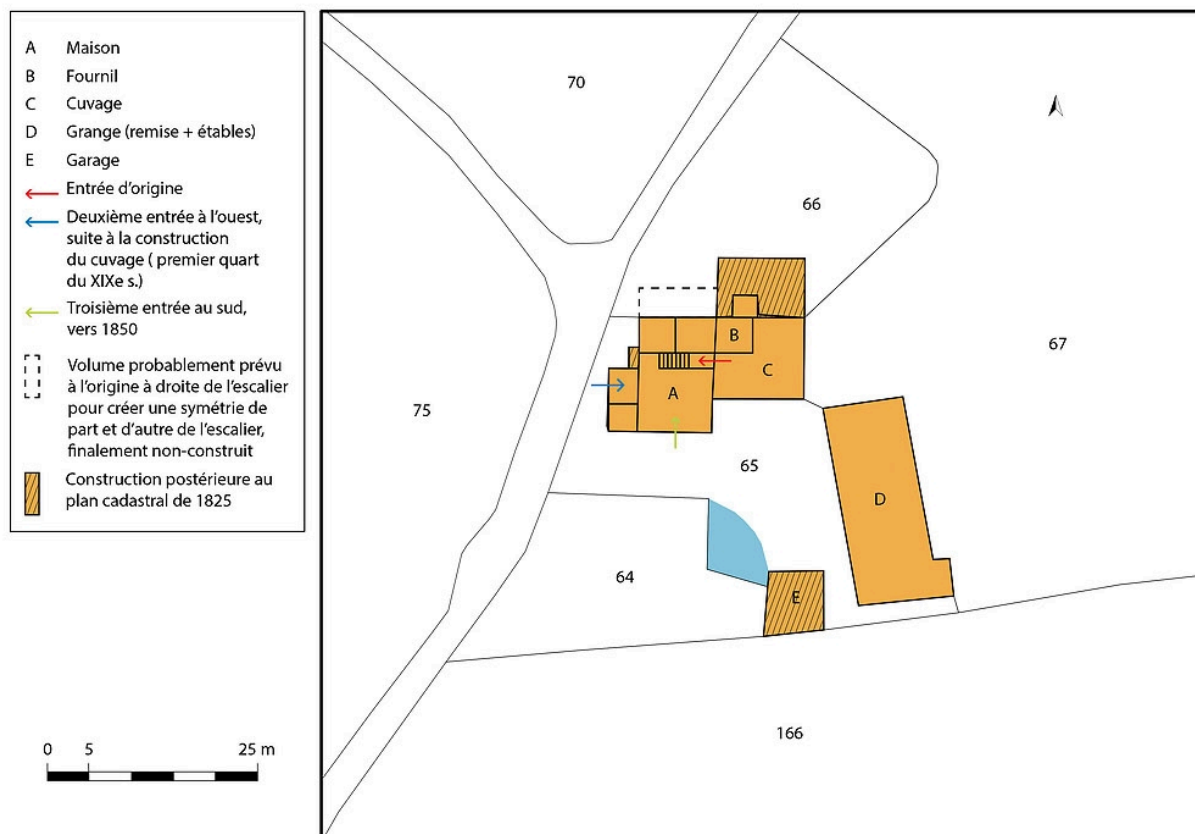 A Maison
B Fournil
C Cuvage
D Grange (remise + étables)
E Garage
Entrée d'origine
Deuxième entrée à l'ouest,
suite à la construction
du cuvage ( premier quart
du XIXe s.)
Troisième entrée au sud,
vers 1850
Volume probablement prévu
à l'origine à droite de l'escalier
pour créer une symétrie de
part et d'autre de l'escalier,
finalement non-construit
Construction postérieure au
plan cadastral de 1825
0 5 25 m
70
66
67
75
B
C
A
65
D
64
E
166